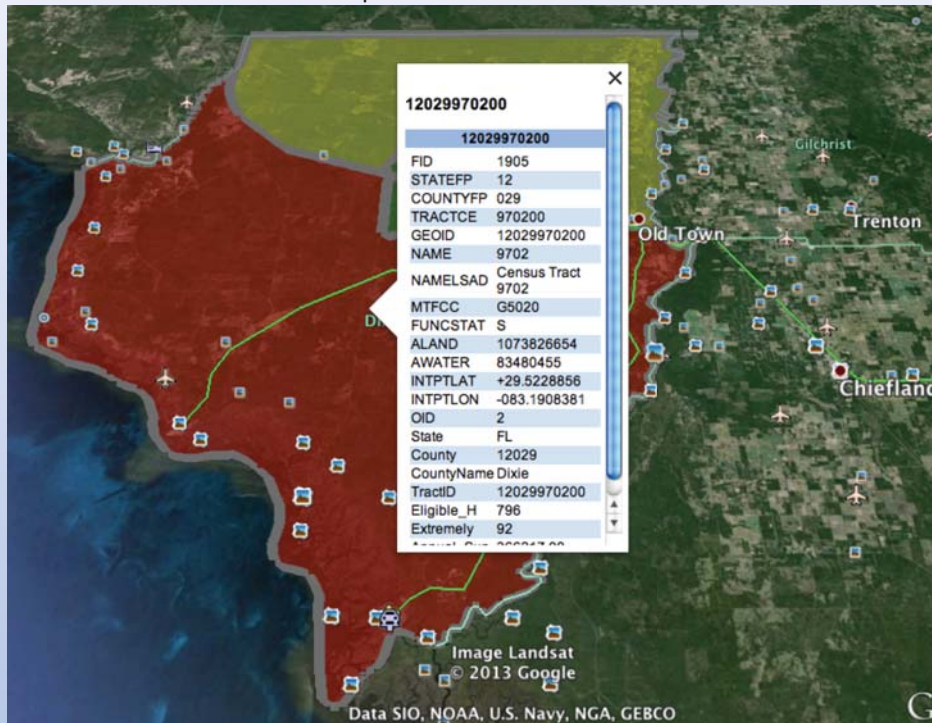 12029970200
12029970200
FID 1905
STATEFP 12
COUNTYFP 029
TRACTCE 970200
GEOID 12029970200
NAME 9702
NAMELSAD Census Tract
9702
MTFCC G5020
FUNCSTAT S
ALAND 1073826654
AWATER 83480455
INTPTLAT +29.5228856
INTPTLON -083.1908381
OID 2
State FL
County 12029
CountyName Dixie
TractID 12029970200
Eligible_H 796
Extremely 92
Gilchrist
Trenton
Old Town
Chiefland
Image Landsat
© 2013 Google
Data SIO, NOAA, U.S. Navy, NGA, GEBCO
G